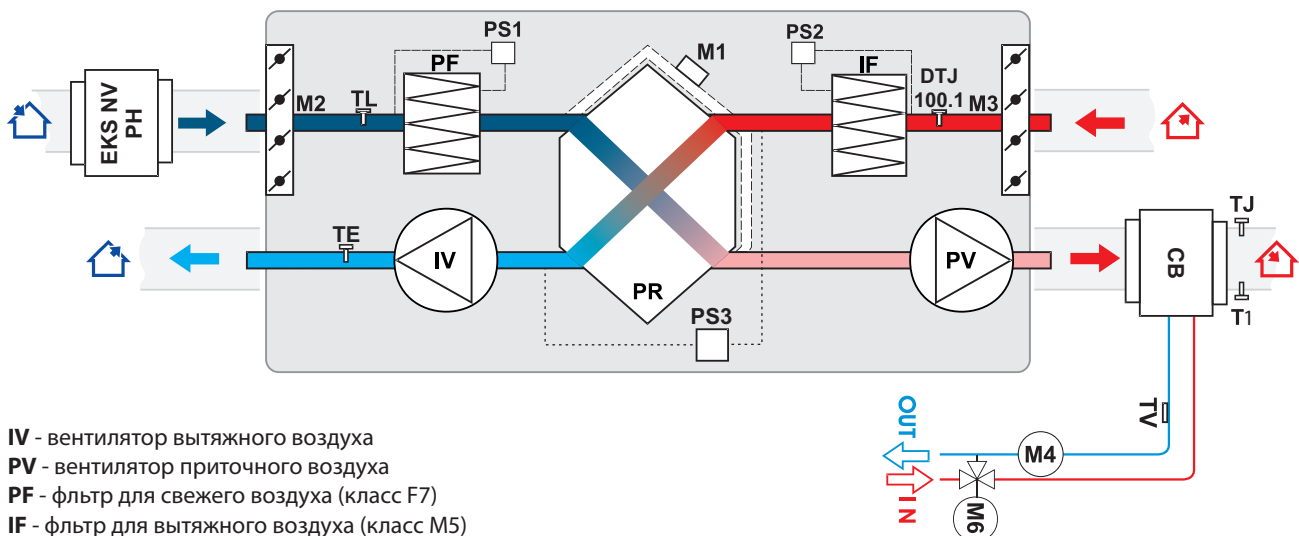 PS1
PS2
M1
PF
IF
DTJ
100.1
M3
M2
TL
EKS NV
PH
TE
IV
PR
PS3
PV
CB
TJ
T1
TV
OUT
IN
M4
M6
IV - вентилятор вытяжного воздуха
PV - вентилятор приточного воздуха
PF - фльтр для свежего воздуха (класс F7)
IF - фльтр для вытяжного воздуха (класс M5)